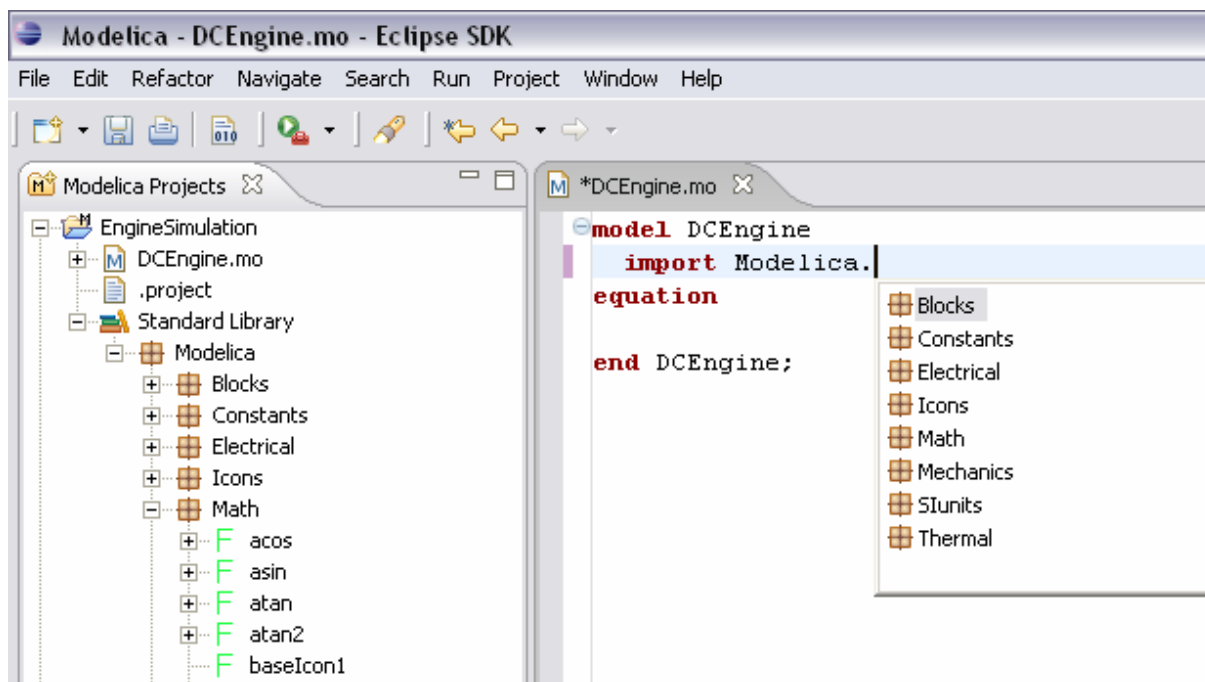 Modelica - DCEngine.mo - Eclipse SDK
File Edit Refactor Navigate Search Run Project Window Help
010
Modelica Projects
EngineSimulation
DCEngine.mo
.project
Standard Library
Modelica
Blocks
Constants
Electrical
Icons
Math
acos
asin
atan
atan2
baseIcon1
*DCEngine.mo
model DCEngine
import Modelica.
equation
end DCEngine;
Blocks
Constants
Electrical
Icons
Math
Mechanics
SIunits
Thermal